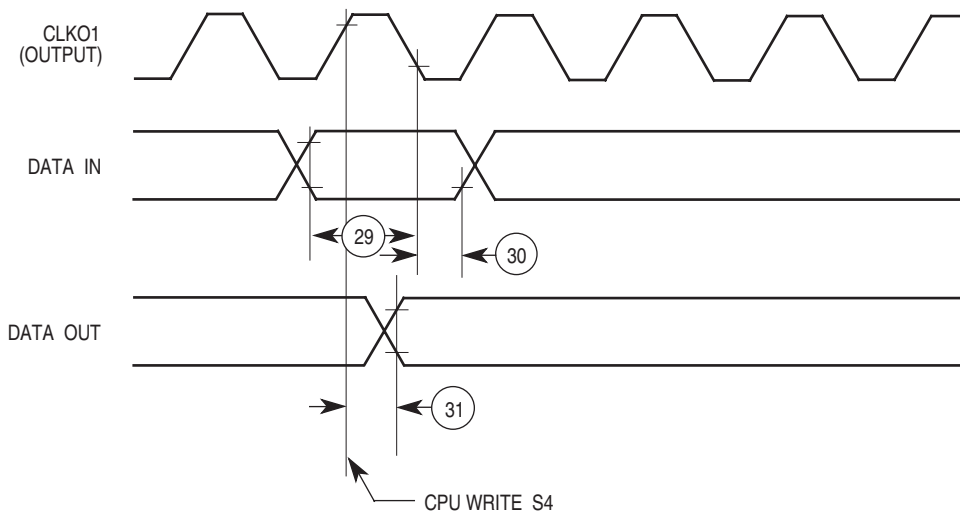 CLKO1
(OUTPUT)
DATA IN
29
30
DATA OUT
31
CPU WRITE S4